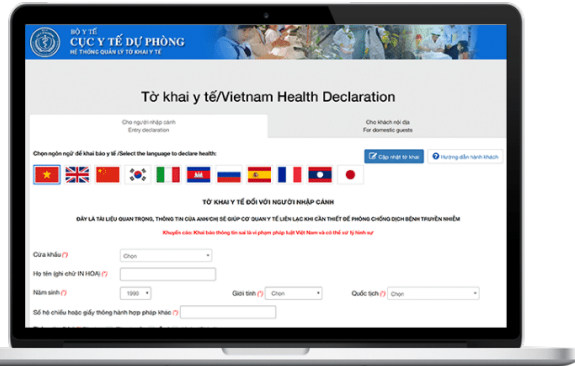 BỘ Y TẾ
CỤC Y TẾ DỰ PHÒNG
HỆ THỐNG QUẢN LÝ TỜ KHAI Y TẾ
Tờ khai y tế/Vietnam Health Declaration
Cho người nhập cảnh
Entry declaration
Cho khách nội địa
For domestic guests
Chọn ngôn ngữ để khai báo y tế /Select the language to declare health:
Cập nhật tờ khai
Hướng dẫn hành khách
TỜ KHAI Y TẾ ĐỐI VỚI NGƯỜI NHẬP CẢNH
ĐÂY LÀ TÀI LIỆU QUAN TRỌNG, THÔNG TIN CỦA ANH/CHỊ SẼ GIÚP CƠ QUAN Y TẾ LIÊN LẠC KHI CẦN THIẾT ĐỂ PHÒNG CHỐNG DỊCH BỆNH TRUYỀN NHIỄM
Khuyến cáo: Khai báo thông tin sai là vi phạm pháp luật Việt Nam và có thể xử lý hình sự
Cửa khẩu (*) Chọn
Họ tên (ghi chữ IN HOA) (*)
Năm sinh (*) 1990 Giới tính (*) Chọn Quốc tịch (*) Chọn
Số hộ chiếu hoặc giấy thông hành hợp pháp khác (*)